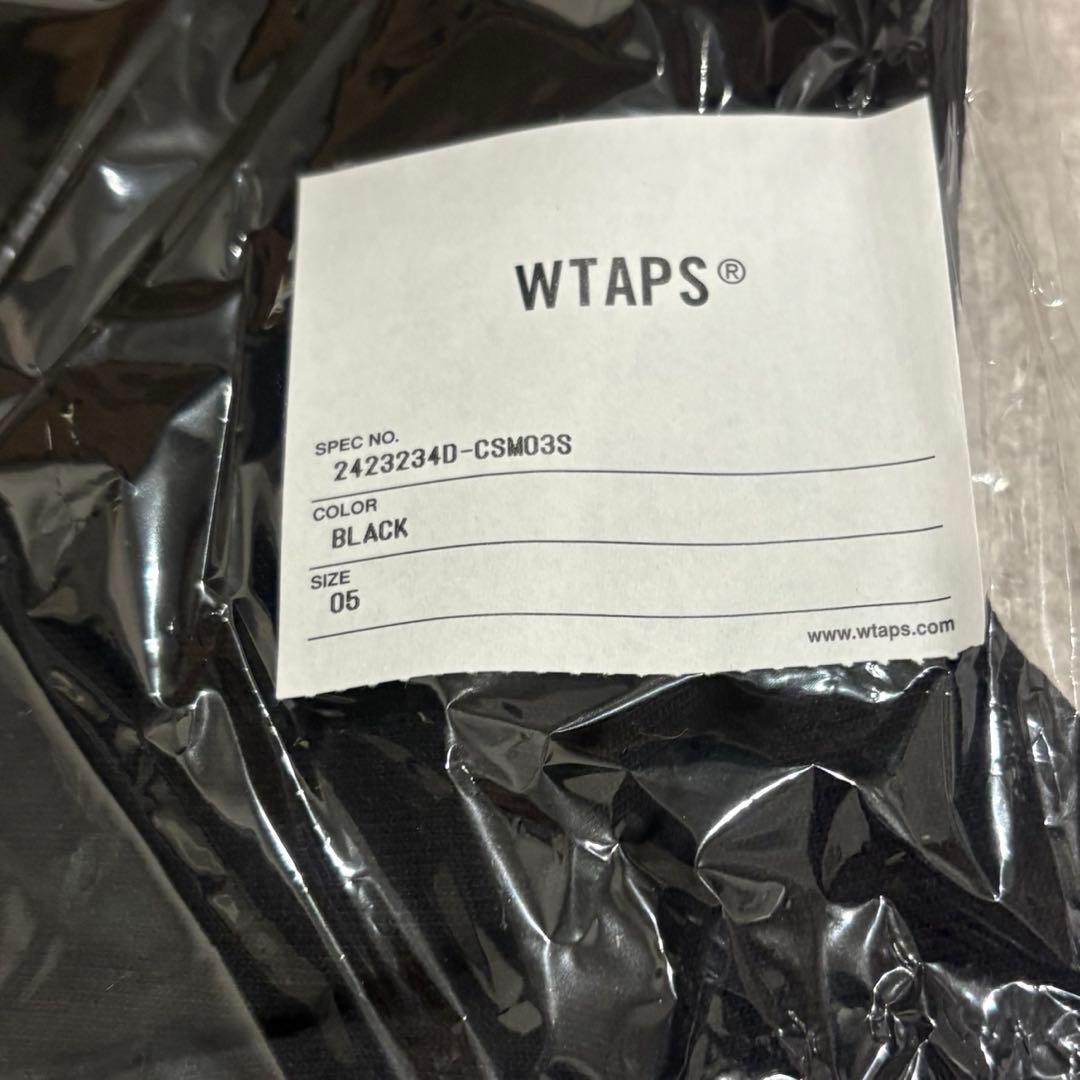 WTAPS®
SPEC NO.
2423234D-CSM03S
COLOR
BLACK
SIZE
05
www.wtaps.com